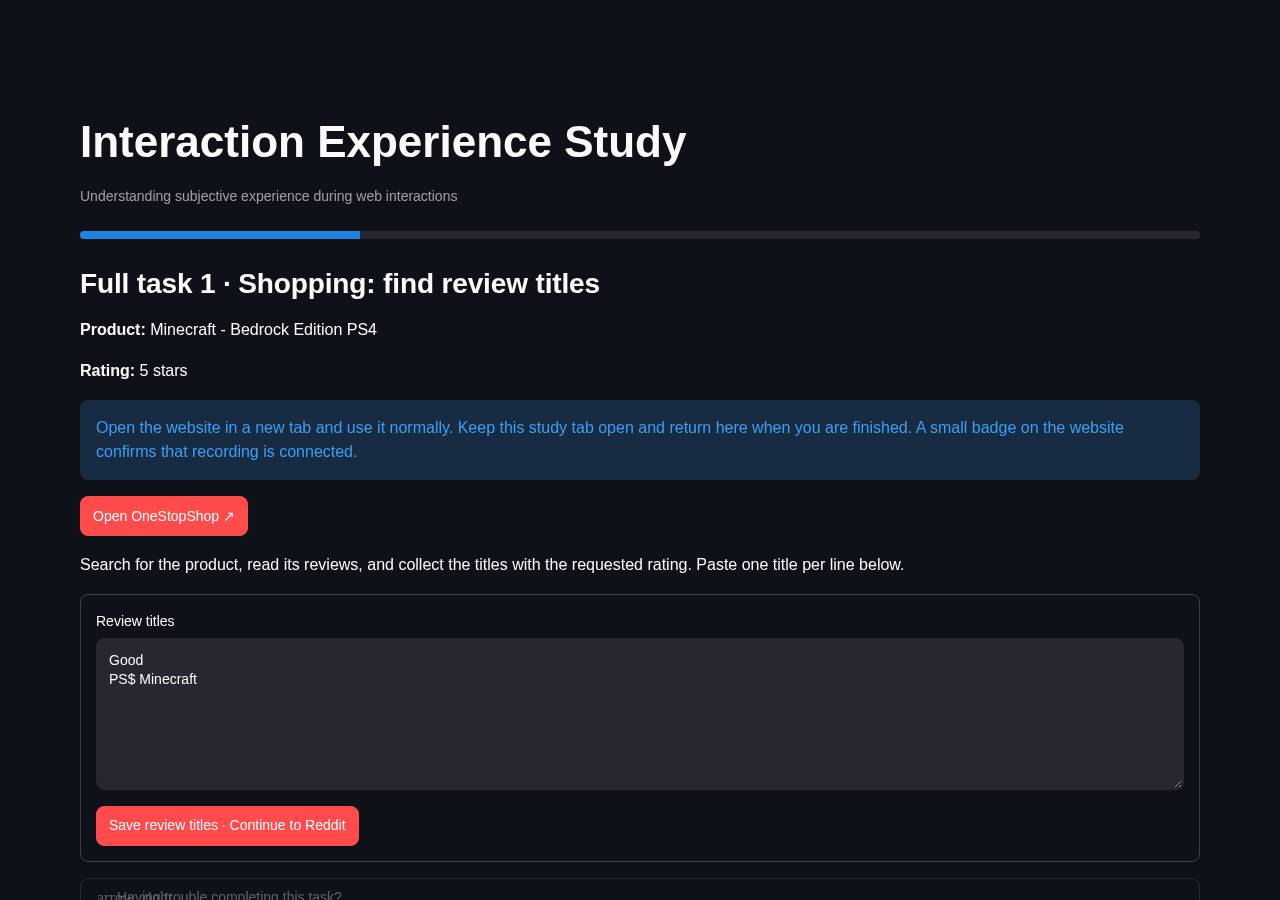 Interaction Experience Study
Understanding subjective experience during web interactions
Full task 1 · Shopping: find review titles
Product: Minecraft - Bedrock Edition PS4
Rating: 5 stars
Open the website in a new tab and use it normally. Keep this study tab open and return here when you are finished. A small badge on the website
confirms that recording is connected.
Open OneStopShop ↗
Search for the product, read its reviews, and collect the titles with the requested rating. Paste one title per line below.
Review titles
Good
PS$ Minecraft
Save review titles · Continue to Reddit
Having trouble completing this task?